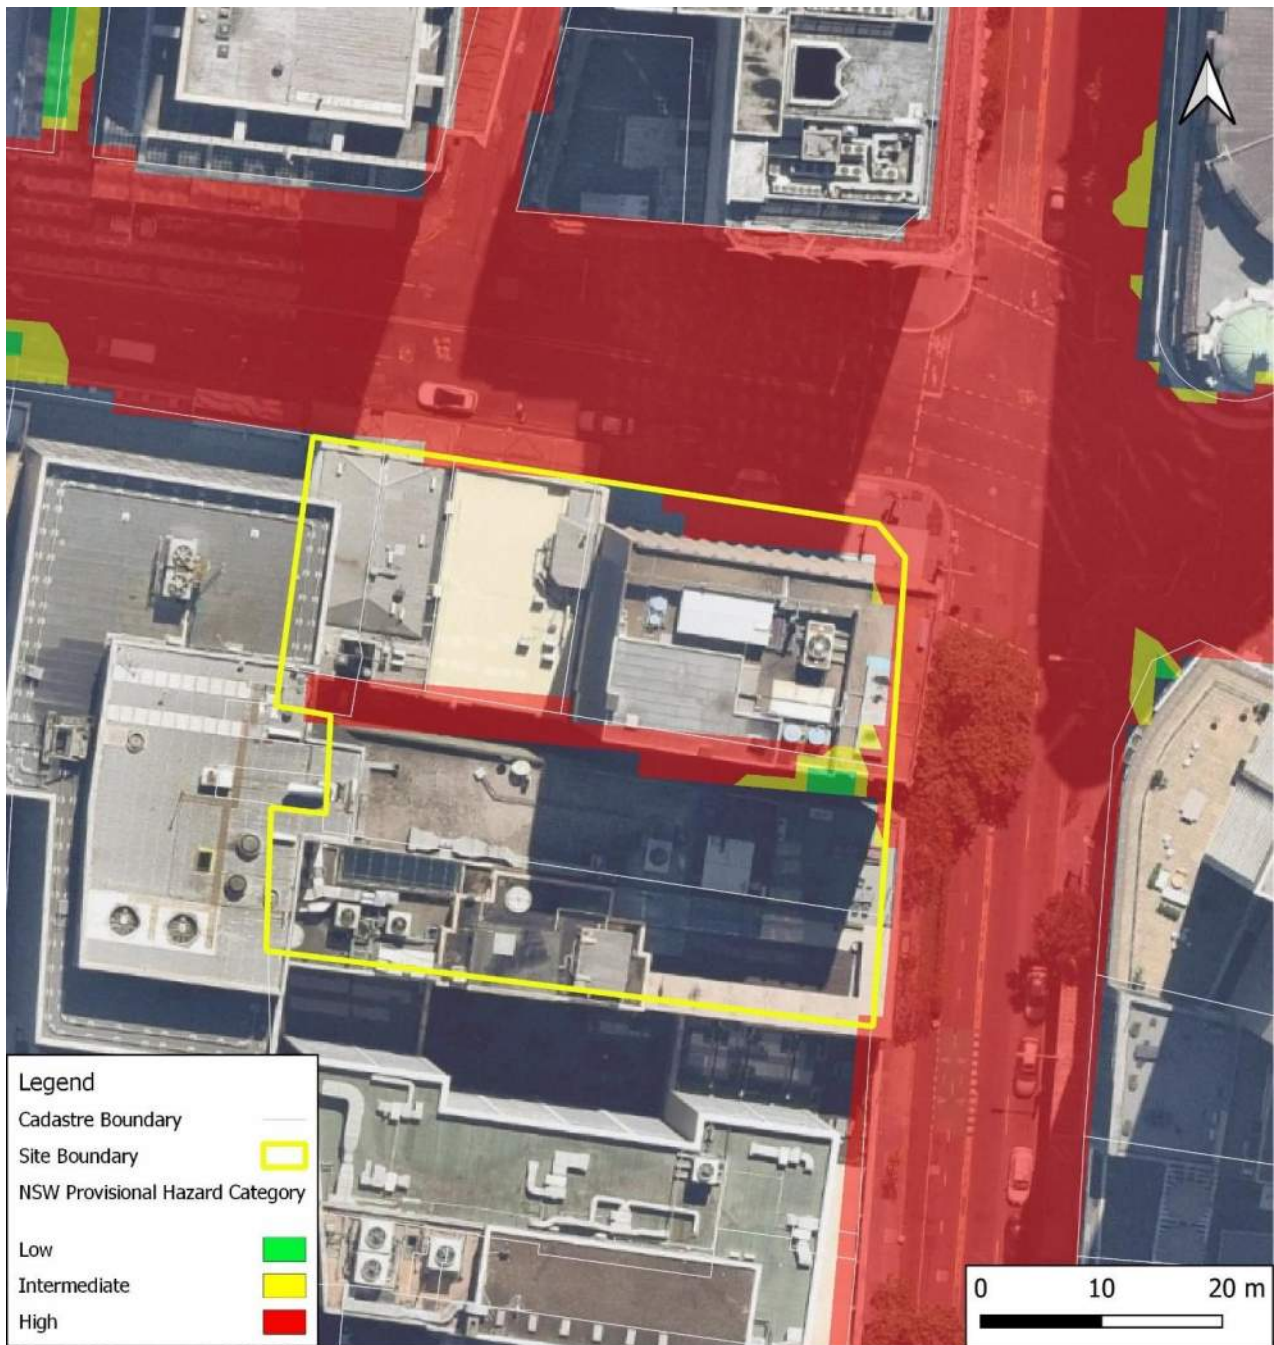 Legend
Cadastre Boundary
Site Boundary
NSW Provisional Hazard Category
Low
Intermediate
High
0 10 20 m